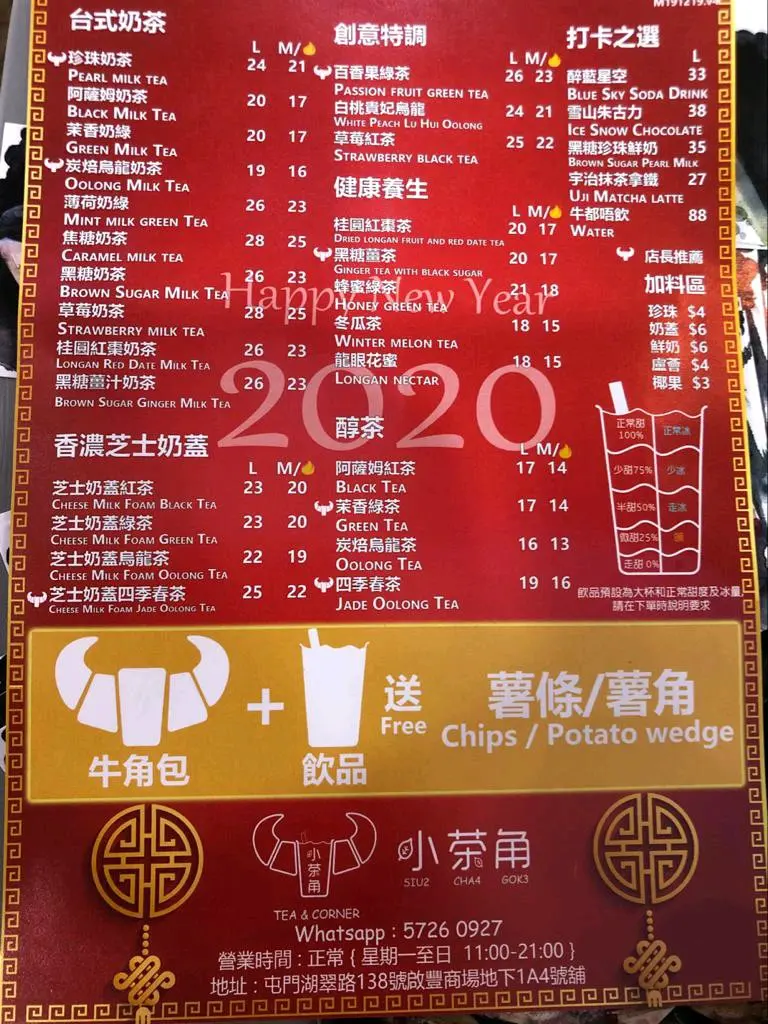 M191219.V4
台式奶茶
L M/
珍珠奶茶 24 21
PEARL MILK TEA
阿薩姆奶茶 20 17
BLACK MILK TEA
茉香奶綠 20 17
GREEN MILK TEA
炭焙烏龍奶茶 19 16
OOLONG MILK TEA
薄荷奶綠 26 23
MINT MILK GREEN TEA
焦糖奶茶 28 25
CARAMEL MILK TEA
黑糖奶茶 26 23
BROWN SUGAR MILK TEA
草莓奶茶 28 25
STRAWBERRY MILK TEA
桂圓紅棗奶茶 26 23
LONGAN RED DATE MILK TEA
黑糖薑汁奶茶 26 23
BROWN SUGAR GINGER MILK TEA
香濃芝士奶蓋
L M/
芝士奶蓋紅茶 23 20
CHEESE MILK FOAM BLACK TEA
芝士奶蓋綠茶 23 20
CHEESE MILK FOAM GREEN TEA
芝士奶蓋烏龍茶 22 19
CHEESE MILK FOAM OOLONG TEA
芝士奶蓋四季春茶 25 22
CHEESE MILK FOAM JADE OOLONG TEA
創意特調
L M/
百香果綠茶 26 23
PASSION FRUIT GREEN TEA
白桃貴妃烏龍 24 21
WHITE PEACH LU HUI OOLONG
草莓紅茶 25 22
STRAWBERRY BLACK TEA
健康養生
L M/
桂圓紅棗茶 20 17
DRIED LONGAN FRUIT AND RED DATE TEA
黑糖薑茶 20 17
GINGER TEA WITH BLACK SUGAR
蜂蜜綠茶 21 18
HONEY GREEN TEA
冬瓜茶 18 15
WINTER MELON TEA
龍眼花蜜 18 15
LONGAN NECTAR
醇茶
L M/
阿薩姆紅茶 17 14
BLACK TEA
茉香綠茶 17 14
GREEN TEA
炭焙烏龍茶 16 13
OOLONG TEA
四季春茶 19 16
JADE OOLONG TEA
打卡之選
L
醉藍星空 33
BLUE SKY SODA DRINK
雪山朱古力 38
ICE SNOW CHOCOLATE
黑糖珍珠鮮奶 35
BROWN SUGAR PEARL MILK
宇治抹茶拿鐵 27
UJI MATCHA LATTE
牛都唔飲 88
WATER
店長推薦
加料區
珍珠 $4
奶蓋 $6
鮮奶 $6
蘆薈 $4
椰果 $3
正常甜 100% 正常冰
少甜75% 少冰
半甜50% 走冰
微甜25% 暖
走甜 0%
飲品預設為大杯和正常甜度及冰量
請在下單時說明要求
Happy New Year
2020
牛角包 + 飲品 送 Free 薯條/薯角
Chips / Potato wedge
小茶角
TEA & CORNER
小茶角
SIU2 CHA4 GOK3
Whatsapp : 5726 0927
營業時間 : 正常 { 星期一至日 11:00-21:00 }
地址 : 屯門湖翠路138號啟豐商場地下1A4號舖